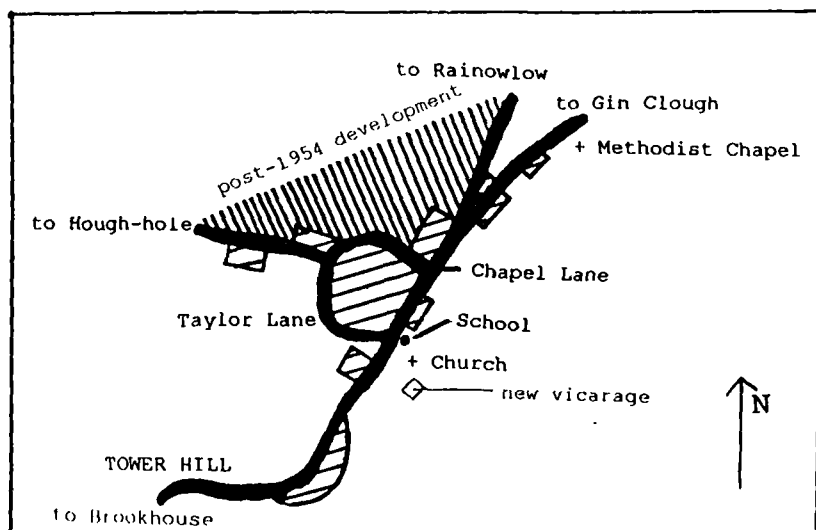 to Rainowlow
to Gin Clough
+ Methodist Chapel
post-1954 development
to Hough-hole
Chapel Lane
Taylor Lane
School
+ Church
new vicarage
N
TOWER HILL
to Brookhouse